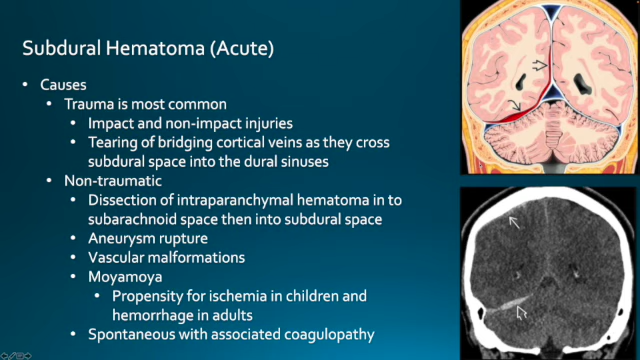 Subdural Hematoma (Acute)
• Causes
• Trauma is most common
• Impact and non-impact injuries
• Tearing of bridging cortical veins as they cross
subdural space into the dural sinuses
• Non-traumatic
• Dissection of intraparanchymal hematoma in to
subarachnoid space then into subdural space
• Aneurysm rupture
• Vascular malformations
• Moyamoya
• Propensity for ischemia in children and
hemorrhage in adults
• Spontaneous with associated coagulopathy